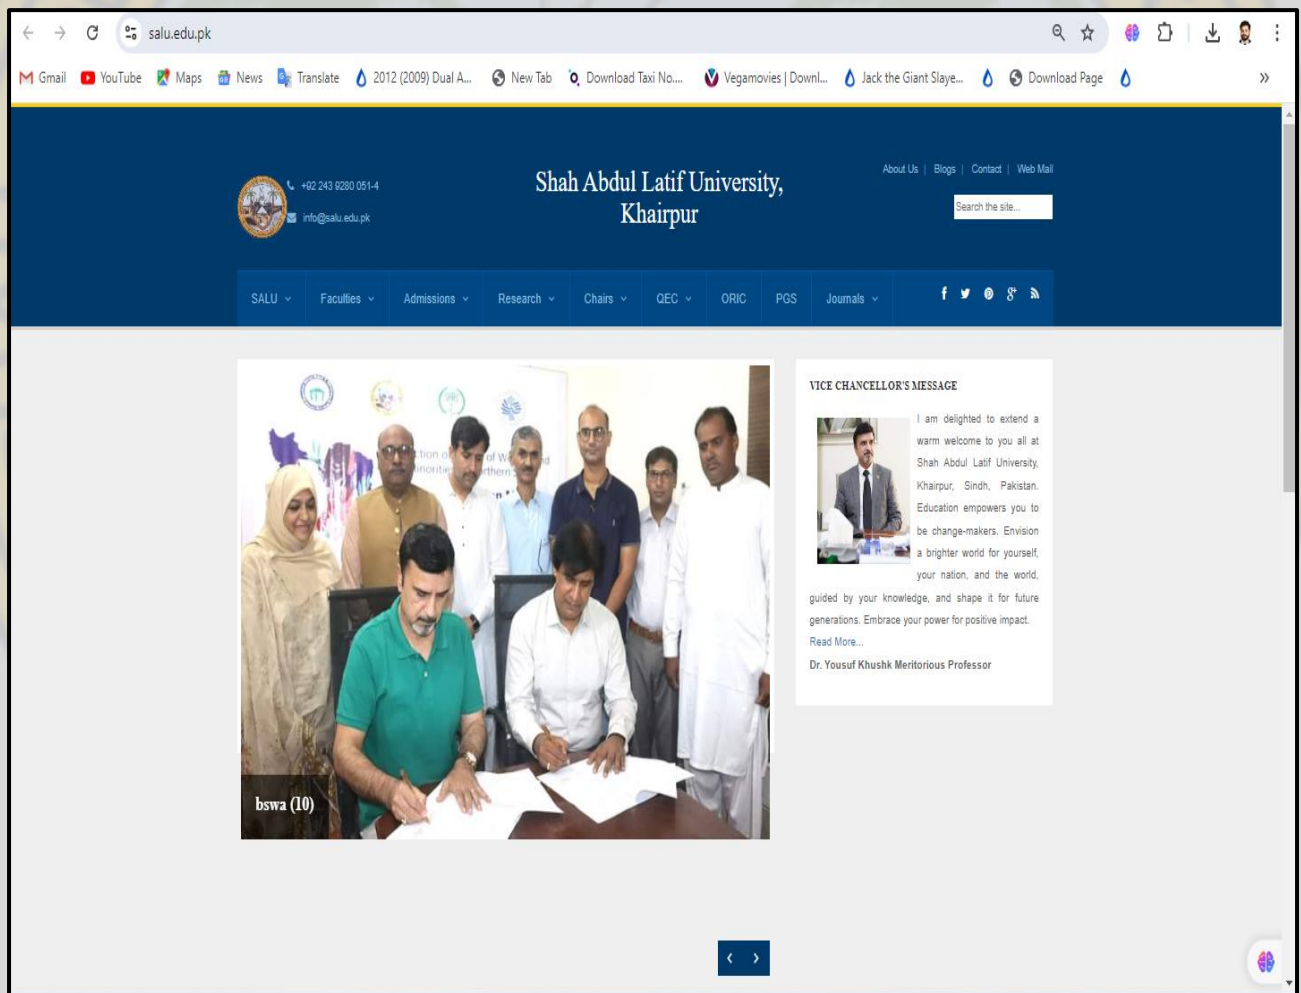 salu.edu.pk
Gmail
YouTube
Maps
News
Translate
2012 (2009) Dual A...
New Tab
Download Taxi No....
Vegamovies | Downl...
Jack the Giant Slaye...
Download Page
»
+92 243 9280 051-4
info@salu.edu.pk
Shah Abdul Latif University,
Khairpur
About Us | Blogs | Contact | Web Mail
Search the site...
SALU
Faculties
Admissions
Research
Chairs
QEC
ORIC
PGS
Journals
VICE CHANCELLOR'S MESSAGE
I am delighted to extend a
warm welcome to you all at
Shah Abdul Latif University,
Khairpur, Sindh, Pakistan.
Education empowers you to
be change-makers. Envision
a brighter world for yourself,
your nation, and the world,
guided by your knowledge, and shape it for future
generations. Embrace your power for positive impact.
Read More...
Dr. Yousuf Khushk Meritorious Professor
bswa (10)